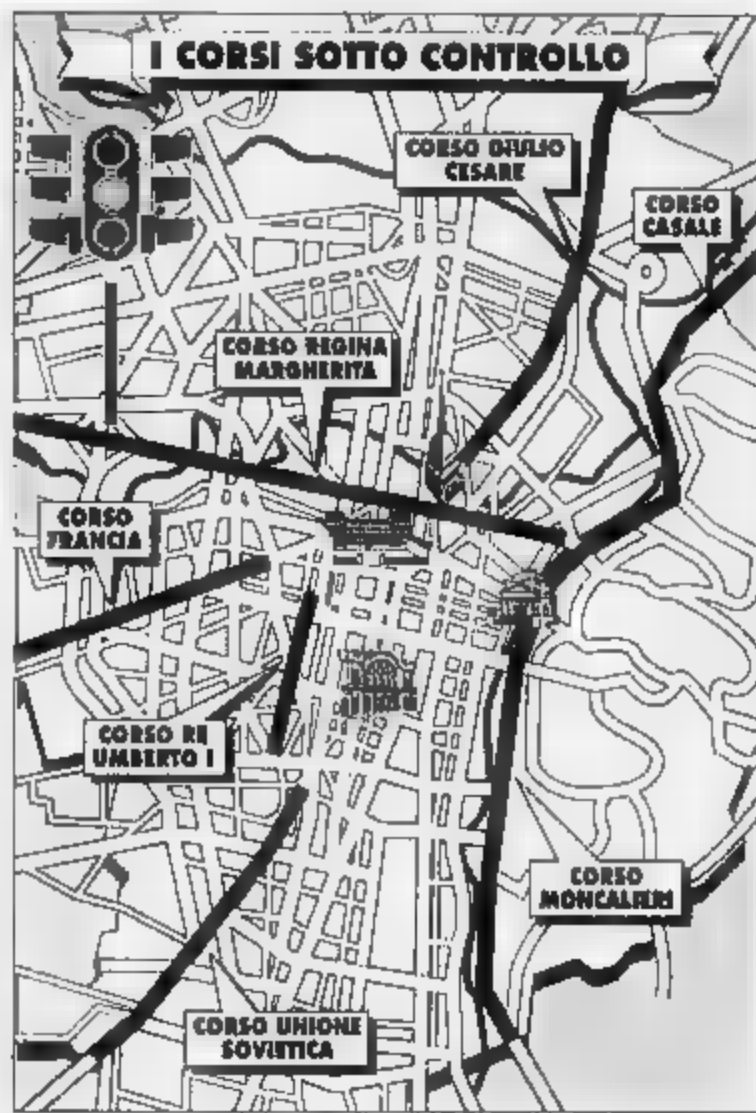 I CORSI SOTTO CONTROLLO
CORSO GIULIO
CESARE
CORSO
CASALE
CORSO REGINA
MARGHERITA
CORSO
FRANCIA
CORSO RE
UMBERTO I
CORSO
MONCALIERI
CORSO UNIONE
SOVIETICA